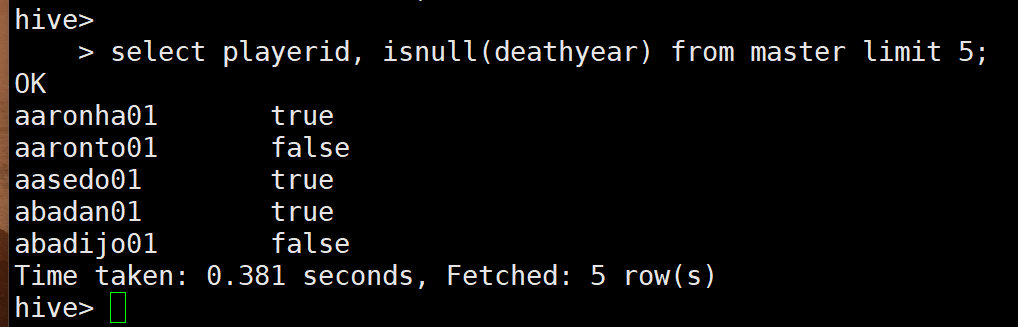 hive>
    > select playerid, isnull(deathyear) from master limit 5;
OK
aaronha01       true
aaronto01       false
aasedo01        true
abadan01        true
abadijo01       false
Time taken: 0.381 seconds, Fetched: 5 row(s)
hive>